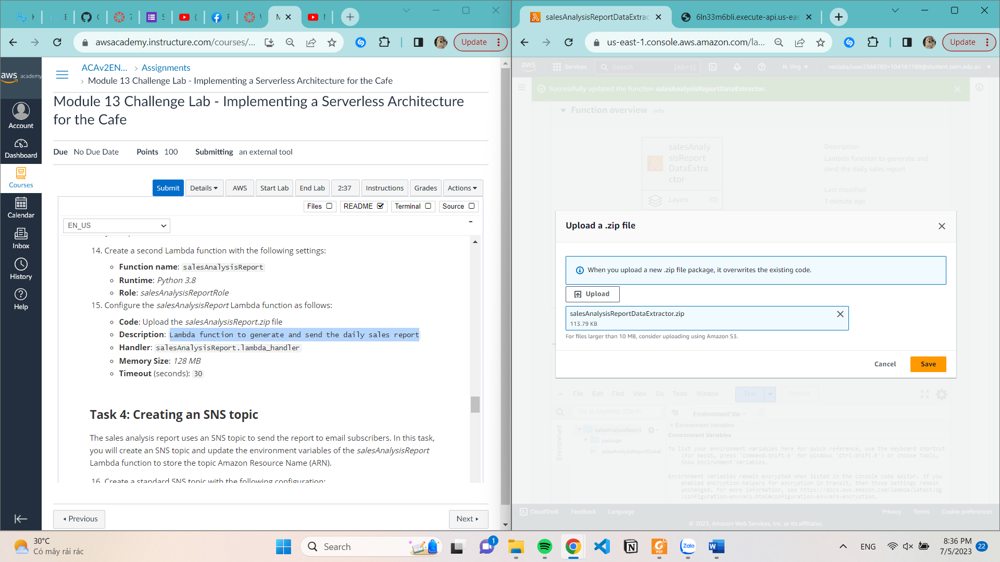 Update
awsacademy.instructure.com/courses/...
aws academy
Account
Dashboard
Courses
Calendar
Inbox
History
Help
ACAv2EN... > Assignments
> Module 13 Challenge Lab - Implementing a Serverless Architecture for the Cafe
Module 13 Challenge Lab - Implementing a Serverless Architecture
for the Cafe
Due No Due Date Points 100 Submitting an external tool
Submit Details AWS Start Lab End Lab 2:37 Instructions Grades Actions
Files README Terminal Source
EN_US
14. Create a second Lambda function with the following settings:
Function name: salesAnalysisReport
Runtime: Python 3.8
Role: salesAnalysisReportRole
15. Configure the salesAnalysisReport Lambda function as follows:
Code: Upload the salesAnalysisReport.zip file
Description: Lambda function to generate and send the daily sales report
Handler: salesAnalysisReport.lambda_handler
Memory Size: 128 MB
Timeout (seconds): 30
Task 4: Creating an SNS topic
The sales analysis report uses an SNS topic to send the report to email subscribers. In this task,
you will create an SNS topic and update the environment variables of the salesAnalysisReport
Lambda function to store the topic Amazon Resource Name (ARN).
16. Create a standard SNS topic with the following configuration:
Previous
Next
salesAnalysisReportDataExtrac
6ln33m6bli.execute-api.us-eas
us-east-1.console.aws.amazon.com/la...
Update
aws Services Search [Alt+S] N. Virg voclabs/user2566785=104181789@student.swin.edu.au
Successfully updated the function salesAnalysisReportDataExtractor.
Function overview Info
salesAnaly
sisReport
DataExtra
ctor
Layers (0)
Description
Lambda function to generate and
send the daily sales report
Last modified
1 minute ago
Upload a .zip file
When you upload a new .zip file package, it overwrites the existing code.
Upload
salesAnalysisReportDataExtractor.zip
113.79 KB
For files larger than 10 MB, consider uploading using Amazon S3.
Cancel Save
File Edit Find View Go Tools Window Test Deploy
Go to Anything (Ctrl-P)
Environment Var
Environment
salesAnalysisReport
package
salesAnalysisReportDataE
Environment Variables
Environment Variables
To list your environment variables here for quick reference, use the keyboard shortcut
(For macOS, press 'Command-Shift-E' for Windows 'Ctrl-Shift-E') or choose Tools,
Show Environment Variables.
Environment variables remain encrypted when listed in the console code editor. If you
enabled encryption helpers for encryption in transit, then those settings remain
unchanged. For more information, see https://docs.aws.amazon.com/lambda/latest/dg
/configuration-envvars.html#configuration-envvars-encryption.
CloudShell Feedback Language Privacy Terms Cookie preferences
© 2023, Amazon Web Services, Inc. or its affiliates.
30°C
Có mây rải rác
Search
1
PDF
Zalo
ENG
8:36 PM
7/5/2023
22